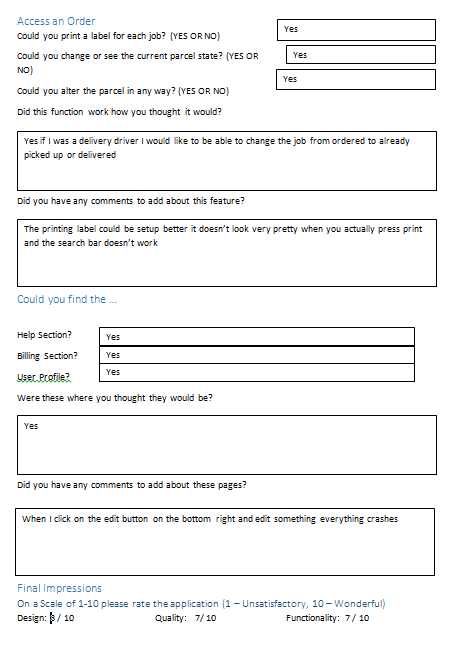 Access an Order
Could you print a label for each job? (YES OR NO)
Yes
Could you change or see the current parcel state? (YES OR
NO)
Yes
Could you alter the parcel in any way? (YES OR NO)
Yes
Did this function work how you thought it would?
Yes if I was a delivery driver I would like to be able to change the job from ordered to already
picked up or delivered
Did you have any comments to add about this feature?
The printing label could be setup better it doesn't look very pretty when you actually press print
and the search bar doesn't work
Could you find the ...
Help Section?
Yes
Billing Section?
Yes
User Profile?
Yes
Were these where you thought they would be?
Yes
Did you have any comments to add about these pages?
When I click on the edit button on the bottom right and edit something everything crashes
Final Impressions
On a Scale of 1-10 please rate the application (1 – Unsatisfactory, 10 – Wonderful)
Design: / 10 Quality: 7/ 10 Functionality: 7 / 10